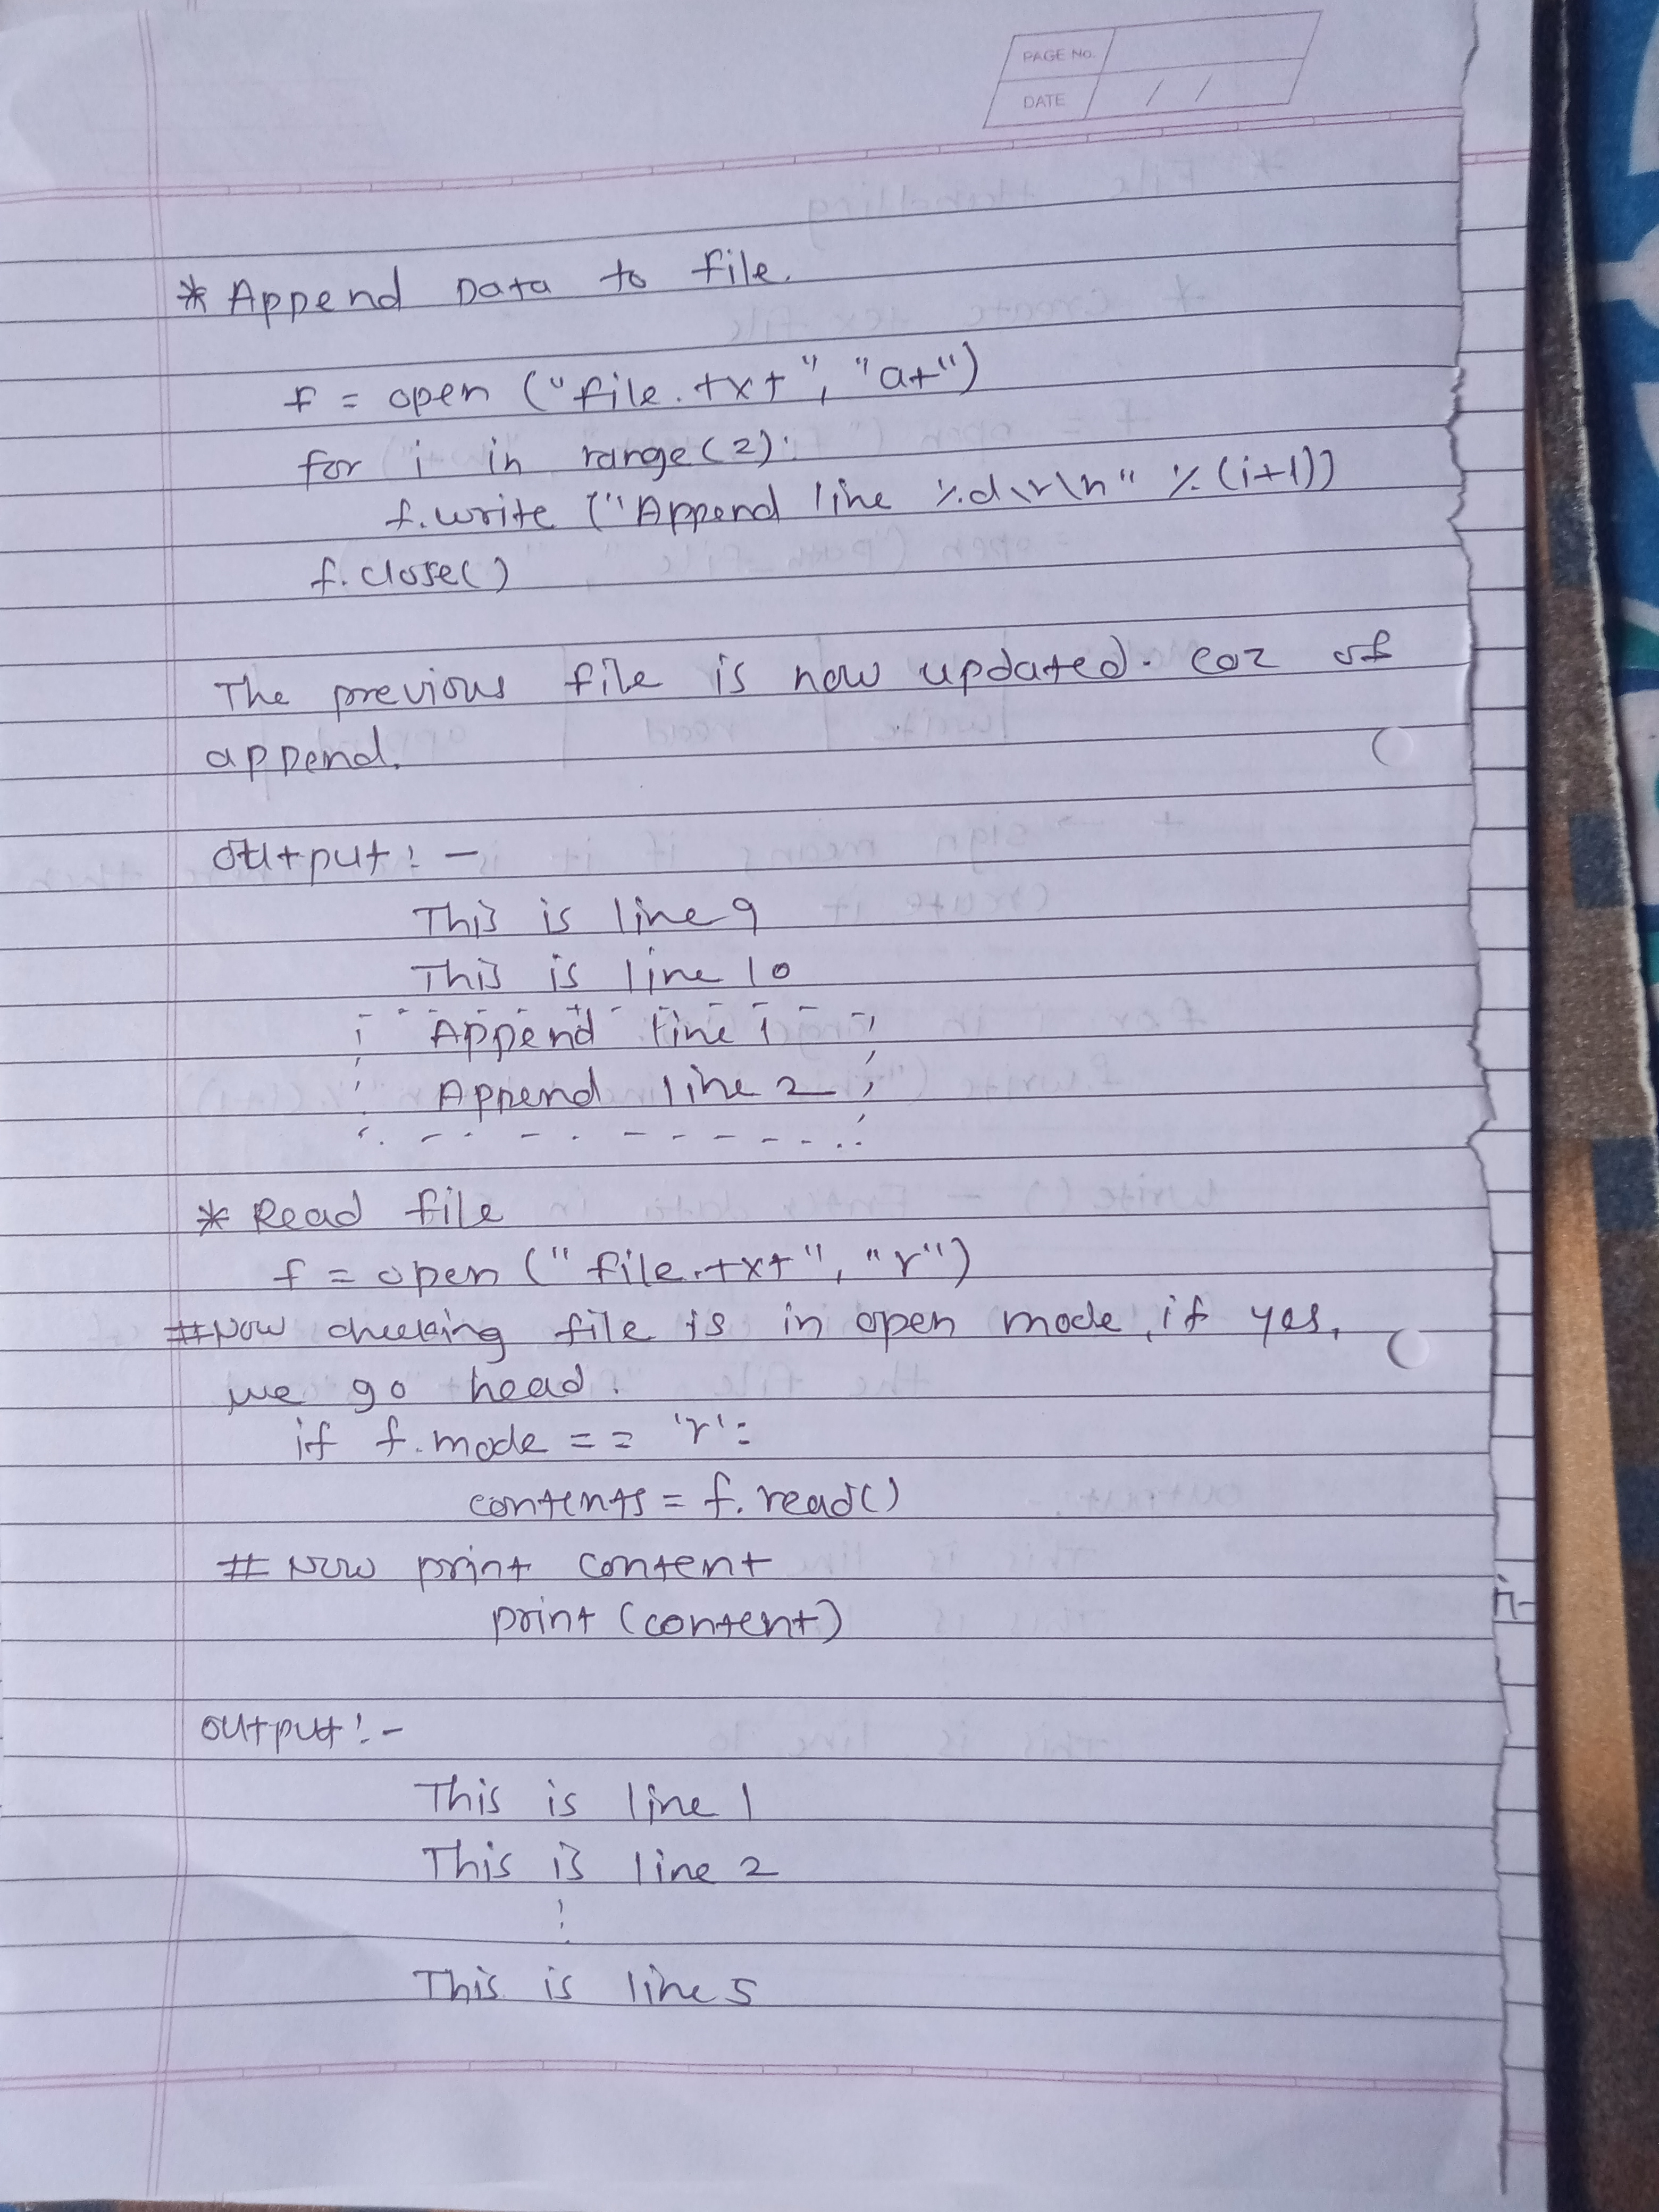 PAGE No.
DATE / /
* Append Data to file.
f = open ("file.txt", "a+")
for i in range(2):
f.write ("Append line %d\r\n" %(i+1))
f.close()
The previous file is now updated. coz of
append.
output :-
This is line 9
This is line 10
Append line 1
Append line 2
* Read file
f = open ("file.txt", "r")
#Now checking file is in open mode, if yes,
we go head.
if f.mode == 'r':
contents = f.read()
# Now print content
print (content)
output :-
This is line 1
This is line 2
⋮
This is line 5